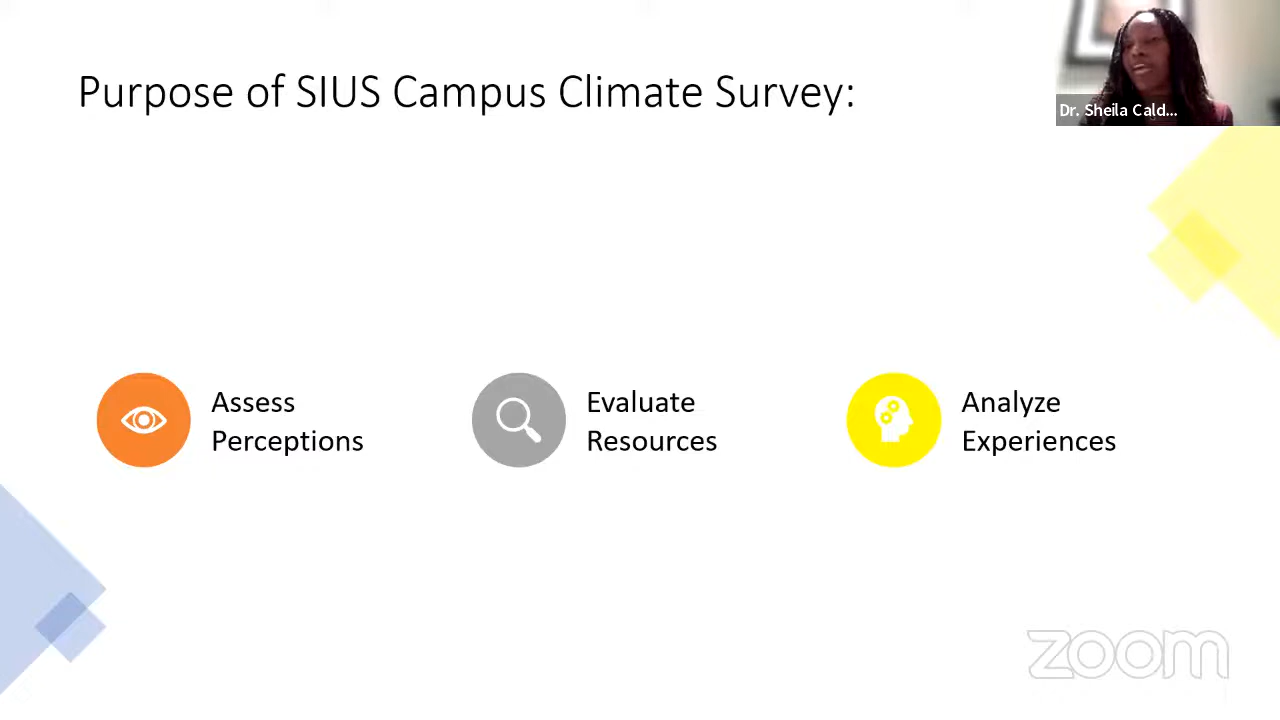 Purpose of SIUS Campus Climate Survey:
Dr. Sheila Cald...
Assess
Perceptions
Evaluate
Resources
Analyze
Experiences
zoom